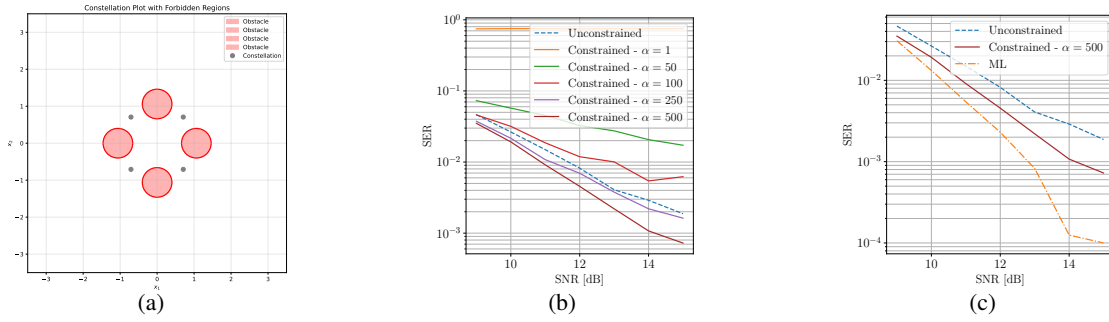 Constellation Plot with Forbidden Regions
Obstacle
Obstacle
Obstacle
Obstacle
Constellation
3
2
1
0
−1
−2
−3
x₂
−3 −2 −1 0 1 2 3
x₁
(a)
10⁰
10⁻¹
10⁻²
10⁻³
SER
Unconstrained
Constrained - α = 1
Constrained - α = 50
Constrained - α = 100
Constrained - α = 250
Constrained - α = 500
10 12 14
SNR [dB]
(b)
10⁻²
10⁻³
10⁻⁴
SER
Unconstrained
Constrained - α = 500
ML
10 12 14
SNR [dB]
(c)